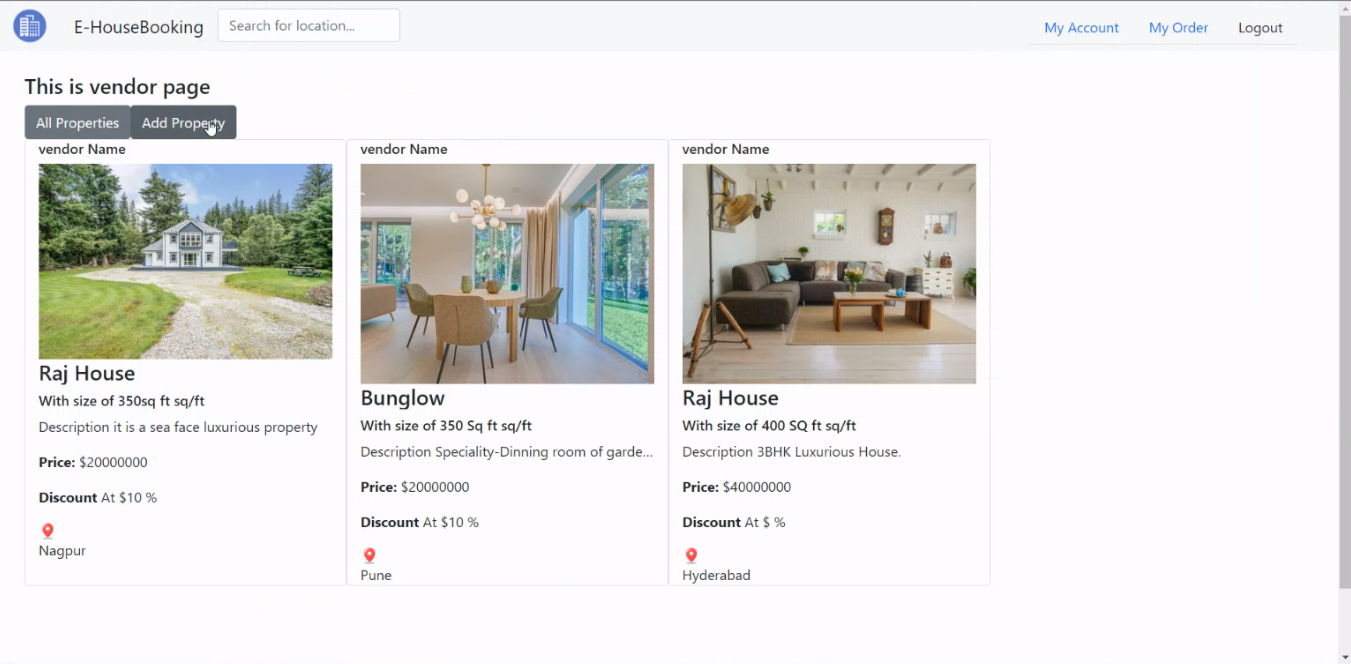 E-HouseBooking
Search for location...
My Account
My Order
Logout
This is vendor page
All Properties
Add Property
vendor Name
Raj House
With size of 350sq ft sq/ft
Description it is a sea face luxurious property
Price: $20000000
Discount At $10 %
Nagpur
vendor Name
Bunglow
With size of 350 Sq ft sq/ft
Description Speciality-Dinning room of garde...
Price: $20000000
Discount At $10 %
Pune
vendor Name
Raj House
With size of 400 SQ ft sq/ft
Description 3BHK Luxurious House.
Price: $40000000
Discount At $ %
Hyderabad